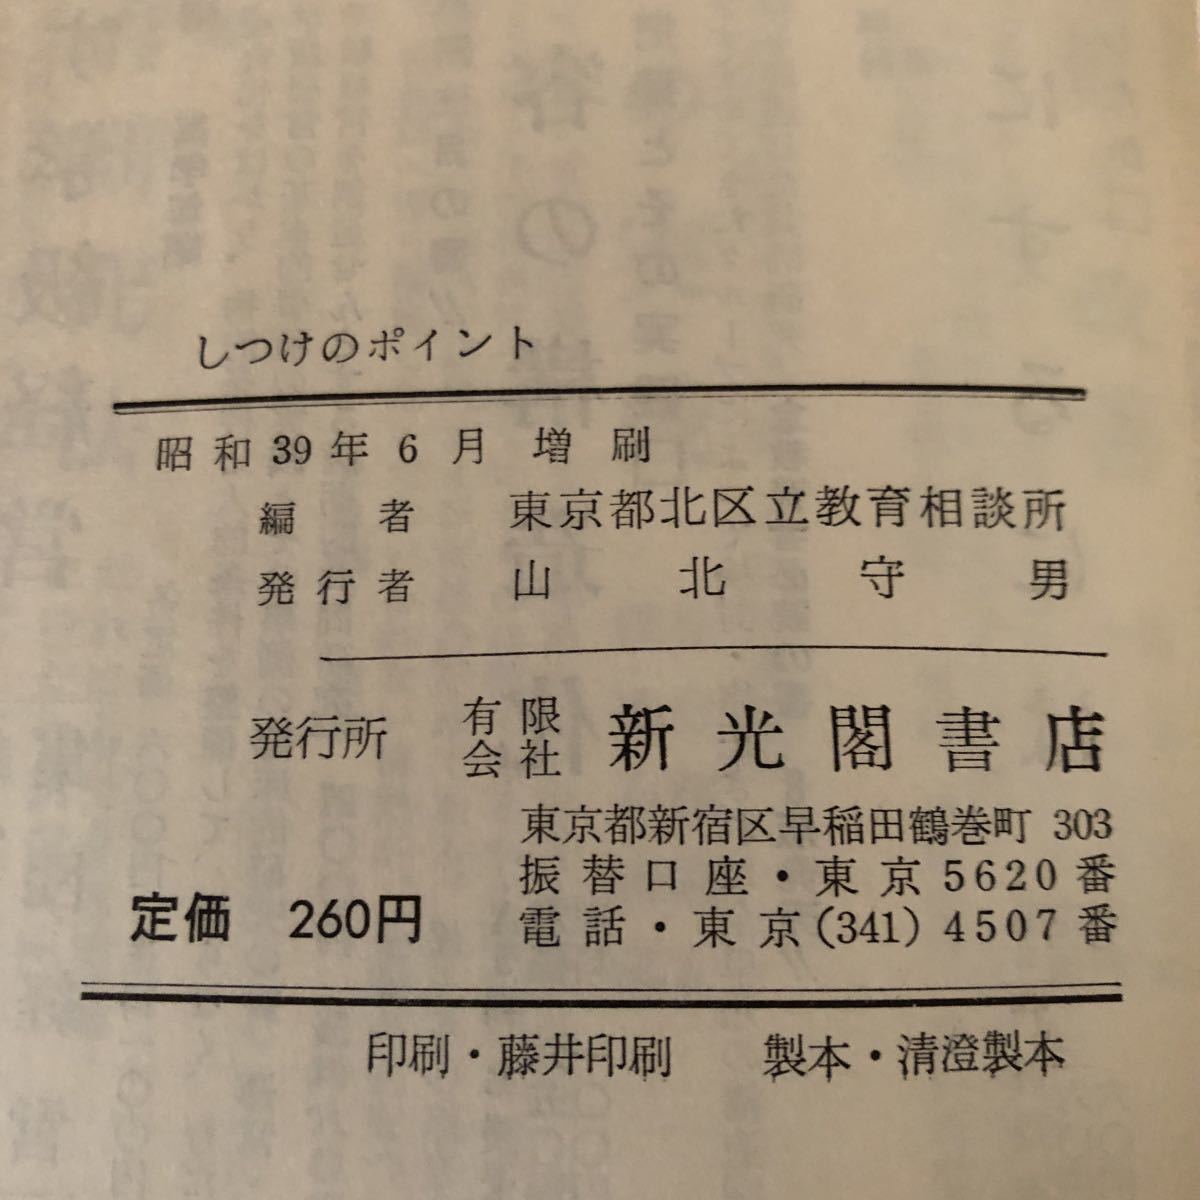 しつけのポイント
昭和39年6月 増刷
編者 東京都北区立教育相談所
発行者 山北守男
発行所 有限会社 新光閣書店
東京都新宿区早稲田鶴巻町 303
振替口座・東京5620番
定価 260円 電話・東京(341)4507番
印刷・藤井印刷 製本・清澄製本